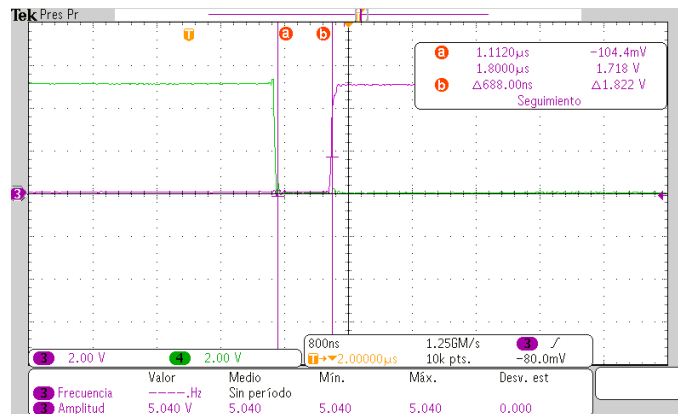 Tek Pres Pr
T
a
b
a 1.1120µs −104.4mV
1.8000µs 1.718 V
b Δ688.00ns Δ1.822 V
Seguimiento
3
3 2.00 V 4 2.00 V
800ns 1.25GM/s 3
T→▼2.00000µs 10k pts. −80.0mV
Valor Medio Mín. Máx. Desv. est
3 Frecuencia ----.Hz Sin período
3 Amplitud 5.040 V 5.040 5.040 5.040 0.000